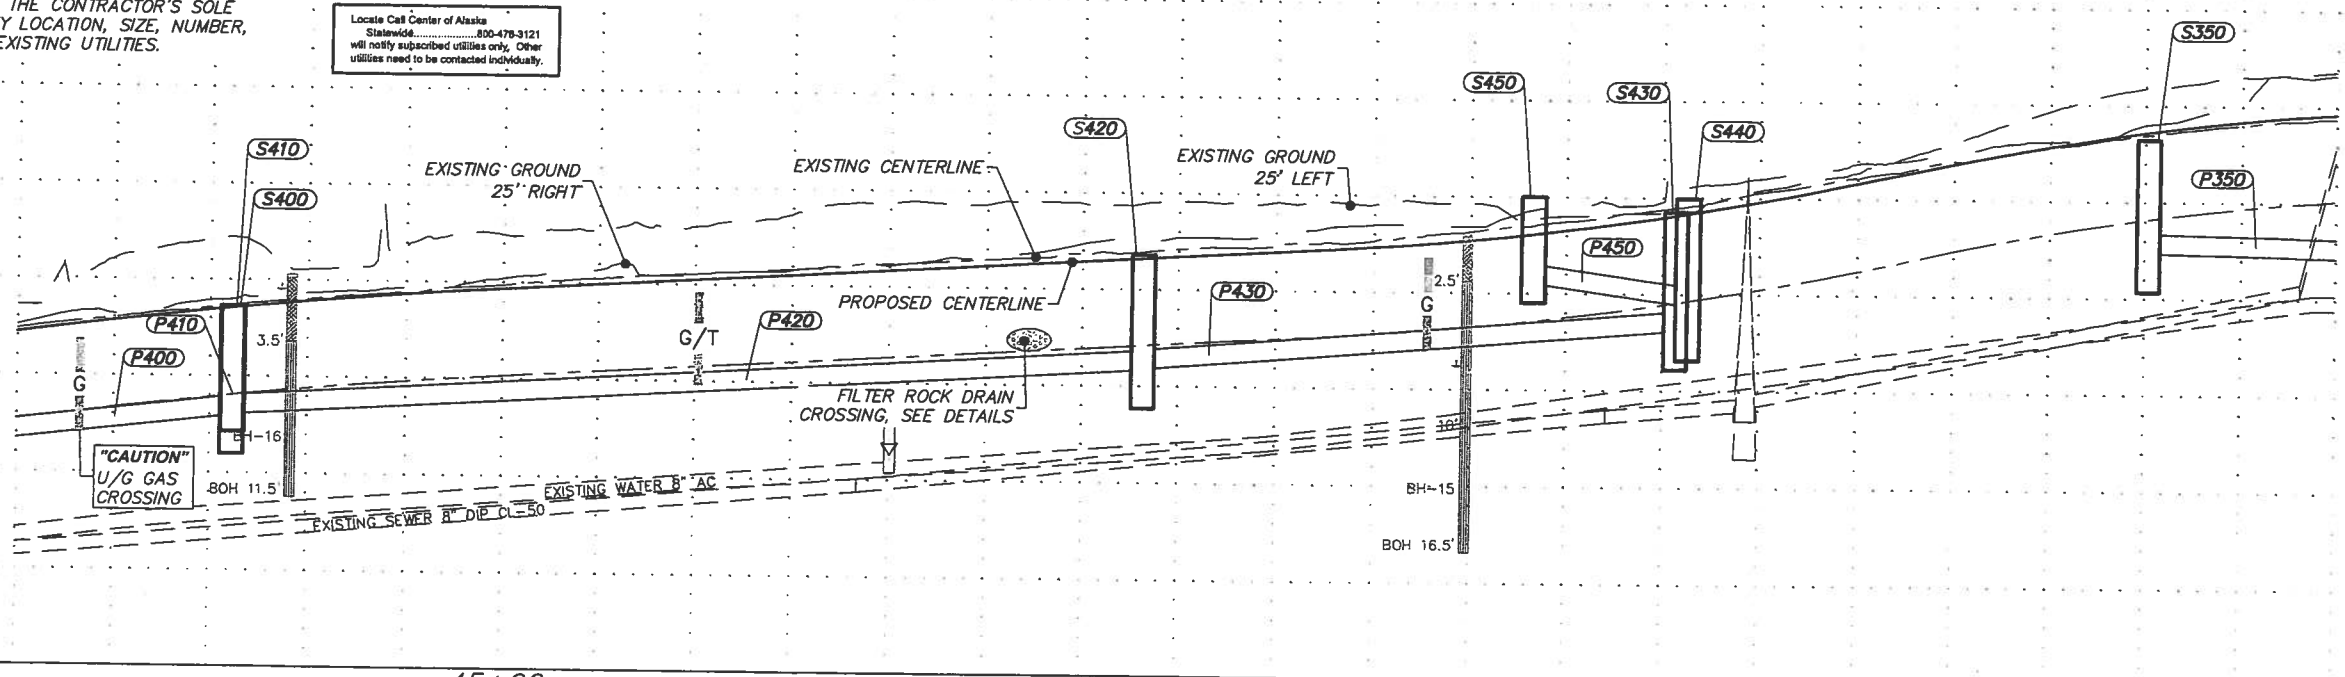 THE CONTRACTOR'S SOLE
Y LOCATION, SIZE, NUMBER,
EXISTING UTILITIES.
Locate Call Center of Alaska
Statewide....................800-478-3121
will notify subscribed utilities only. Other
utilities need to be contacted individually.
S350
S450
S430
S440
S420
S410
S400
EXISTING GROUND
25' RIGHT
EXISTING CENTERLINE
EXISTING GROUND
25' LEFT
P350
P450
PROPOSED CENTERLINE
P430
2.5'
G
P410
3.5'
G/T
P420
P400
G
FILTER ROCK DRAIN
CROSSING, SEE DETAILS
BH-16
10'
"CAUTION"
U/G GAS
CROSSING
BOH 11.5'
EXISTING WATER 8" AC
EXISTING SEWER 8" DIP CL-50
BH-15
BOH 16.5'